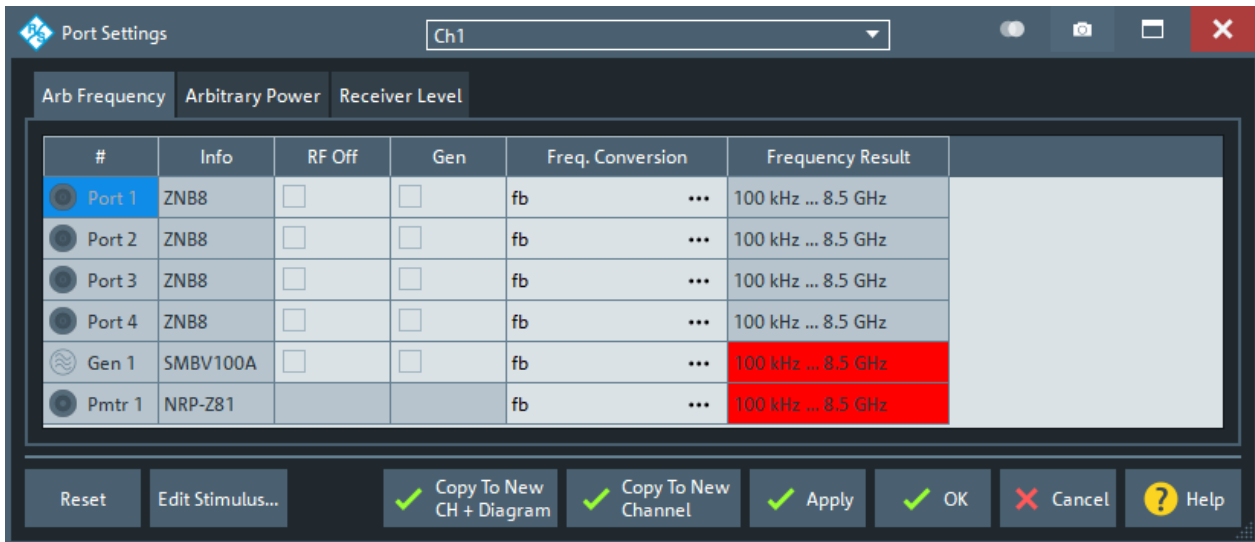 R&S Port Settings Ch1
Arb Frequency Arbitrary Power Receiver Level
# Info RF Off Gen Freq. Conversion Frequency Result
Port 1 ZNB8 fb ••• 100 kHz ... 8.5 GHz
Port 2 ZNB8 fb ••• 100 kHz ... 8.5 GHz
Port 3 ZNB8 fb ••• 100 kHz ... 8.5 GHz
Port 4 ZNB8 fb ••• 100 kHz ... 8.5 GHz
Gen 1 SMBV100A fb ••• 100 kHz ... 8.5 GHz
Pmtr 1 NRP-Z81 fb ••• 100 kHz ... 8.5 GHz
Reset Edit Stimulus... Copy To New CH + Diagram Copy To New Channel Apply OK Cancel ? Help